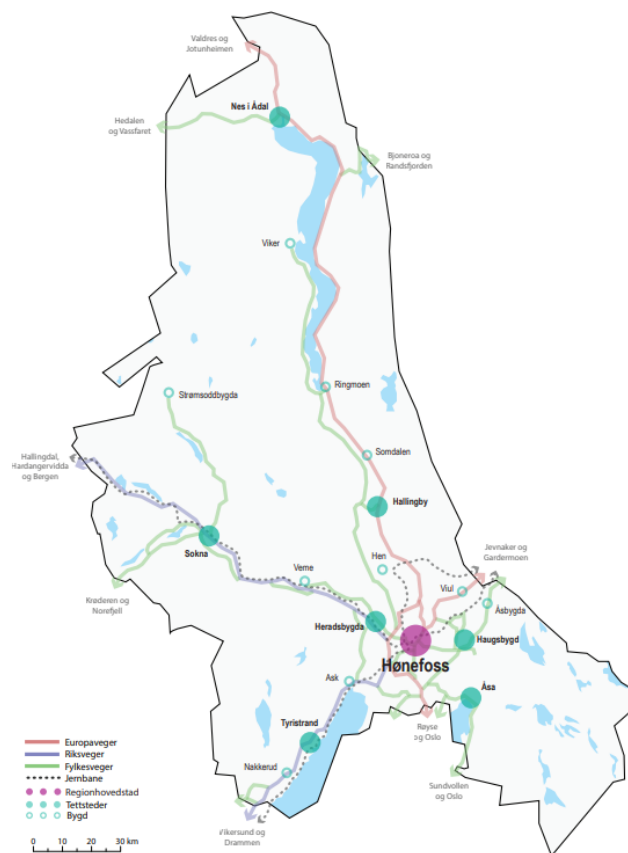 Valdres og
Jotunheimen
Nes i Ådal
Hedalen
og Vassfaret
Bjoneroa og
Randsfjorden
Viker
Ringmoen
Strømsoddbygda
Somdalen
Hallingdal,
Hardangervidda
og Bergen
Hallingby
Sokna
Hen
Jevnaker og
Gardermoen
Veme
Viul
Krøderen og
Norefjell
Åsbygda
Heradsbygda
Haugsbygd
Hønefoss
Ask
Åsa
Tyristrand
Røyse
og Oslo
Nakkerud
Sundvollen
og Oslo
Vikersund og
Drammen
Europaveger
Riksveger
Fylkesveger
Jernbane
Regionhovedstad
Tettsteder
Bygd
0 10 20 30 km